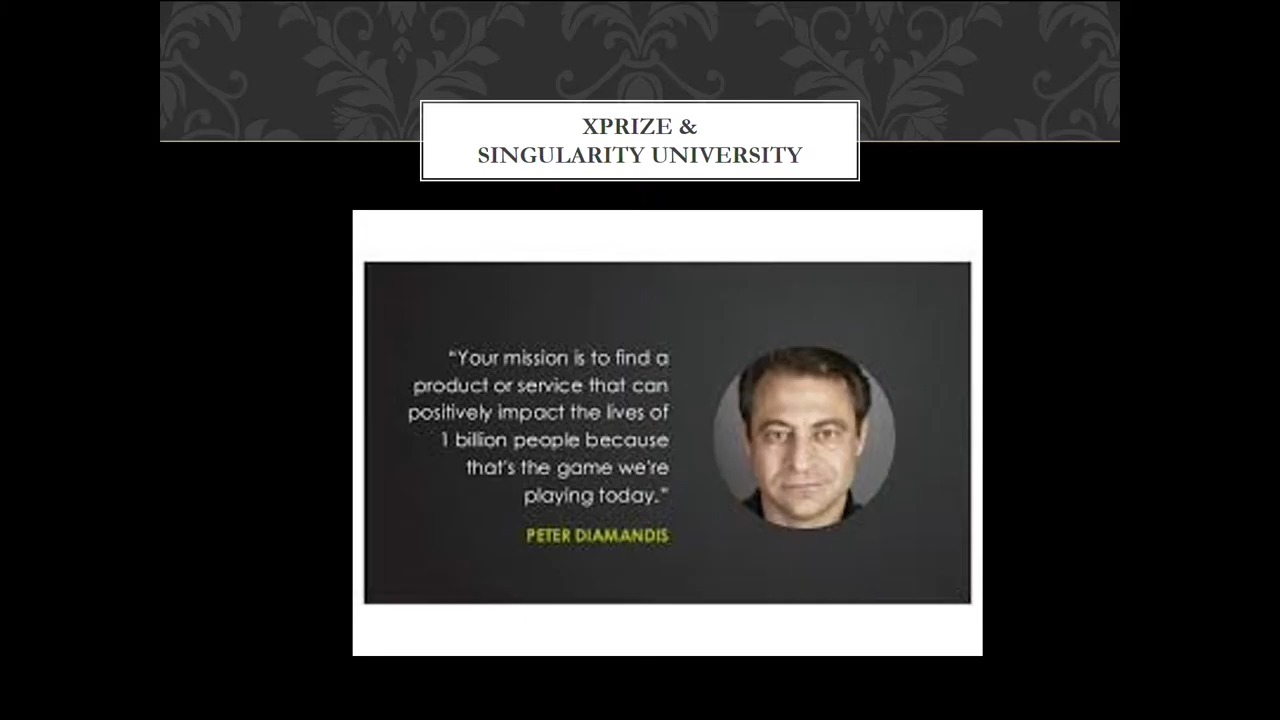 XPRIZE &
SINGULARITY UNIVERSITY
"Your mission is to find a
product or service that can
positively impact the lives of
1 billion people because
that's the game we're
playing today."
PETER DIAMANDIS